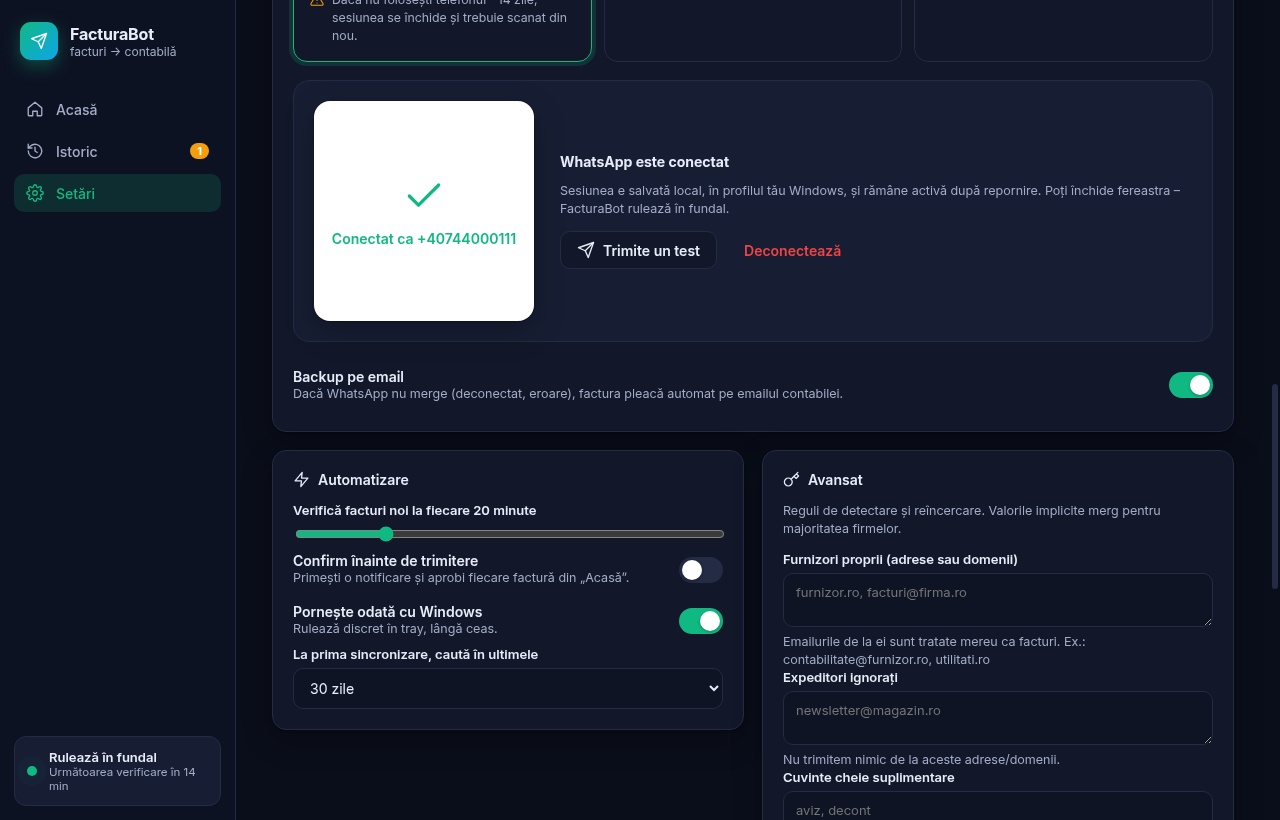 FacturaBot
facturi → contabilă
Acasă
Istoric
1
Setări
Rulează în fundal
Următoarea verificare în 14
min
sesiunea se închide și trebuie scanat din
nou.
Conectat ca +40744000111
WhatsApp este conectat
Sesiunea e salvată local, în profilul tău Windows, și rămâne activă după repornire. Poți închide fereastra –
FacturaBot rulează în fundal.
Trimite un test
Deconectează
Backup pe email
Dacă WhatsApp nu merge (deconectat, eroare), factura pleacă automat pe emailul contabilei.
Automatizare
Verifică facturi noi la fiecare 20 minute
Confirm înainte de trimitere
Primești o notificare și aprobi fiecare factură din „Acasă”.
Pornește odată cu Windows
Rulează discret în tray, lângă ceas.
La prima sincronizare, caută în ultimele
30 zile
Avansat
Reguli de detectare și reîncercare. Valorile implicite merg pentru
majoritatea firmelor.
Furnizori proprii (adrese sau domenii)
furnizor.ro, facturi@firma.ro
Emailurile de la ei sunt tratate mereu ca facturi. Ex.:
contabilitate@furnizor.ro, utilitati.ro
Expeditori ignorați
newsletter@magazin.ro
Nu trimitem nimic de la aceste adrese/domenii.
Cuvinte cheie suplimentare
aviz, decont